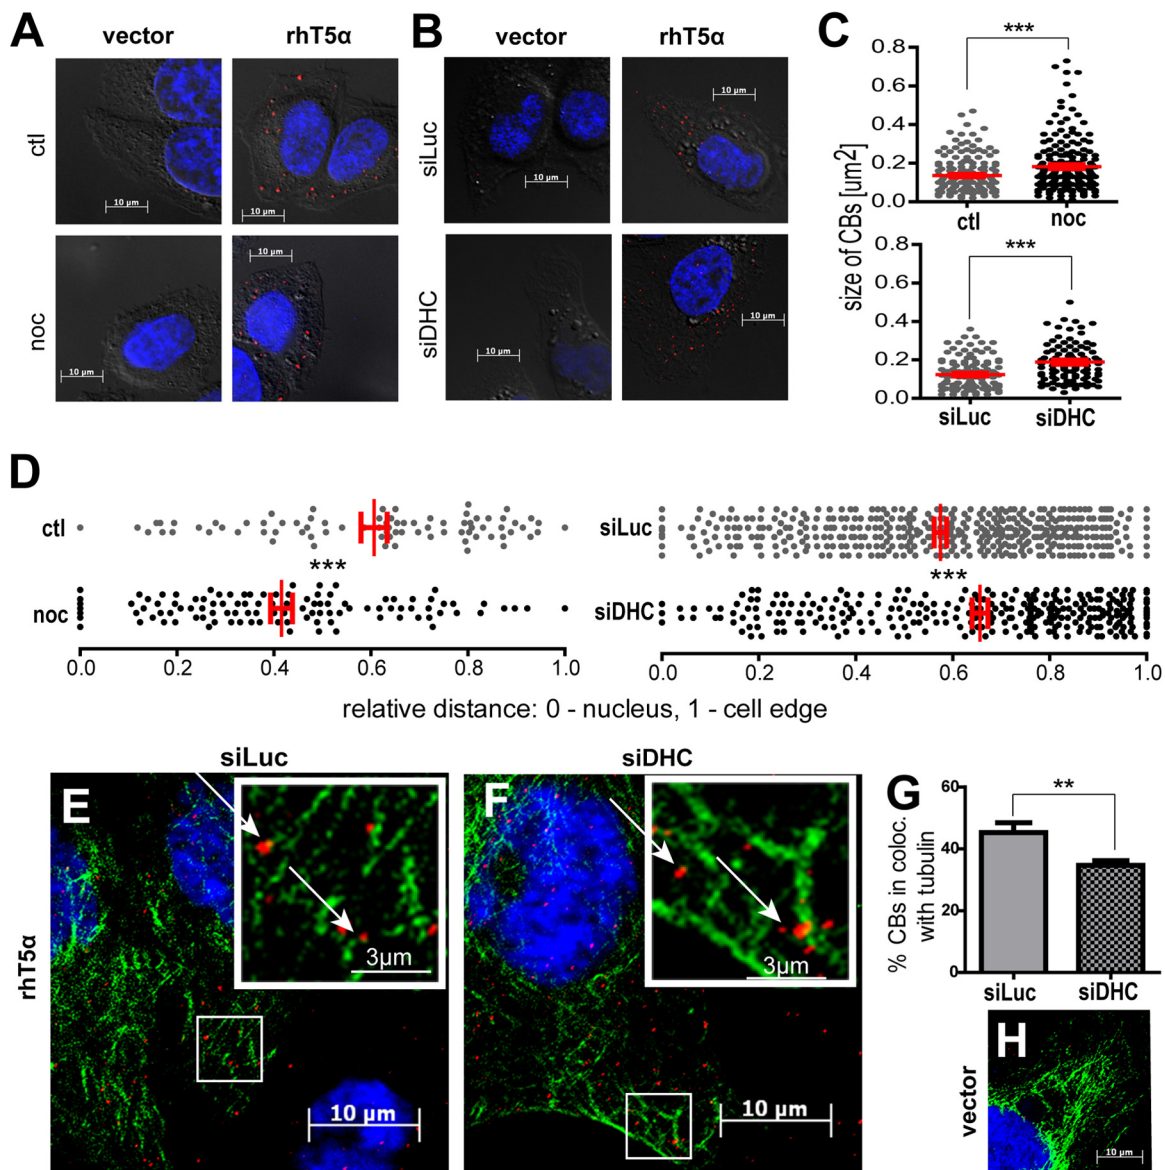 A
vector
rhT5α
ctl
10 µm
10 µm
noc
10 µm
10 µm
B
vector
rhT5α
siLuc
10 µm
10 µm
siDHC
10 µm
10 µm
C
size of CBs [um2]
0.8
0.6
0.4
0.2
0.0
***
ctl
noc
0.8
0.6
0.4
0.2
0.0
***
siLuc
siDHC
D
ctl
***
noc
0.0 0.2 0.4 0.6 0.8 1.0
siLuc
***
siDHC
0.0 0.2 0.4 0.6 0.8 1.0
relative distance: 0 - nucleus, 1 - cell edge
siLuc
siDHC
rhT5α
E
3µm
10 µm
F
3µm
10 µm
G
% CBs in coloc.
with tubulin
60
40
20
0
**
siLuc
siDHC
H
vector
10 µm